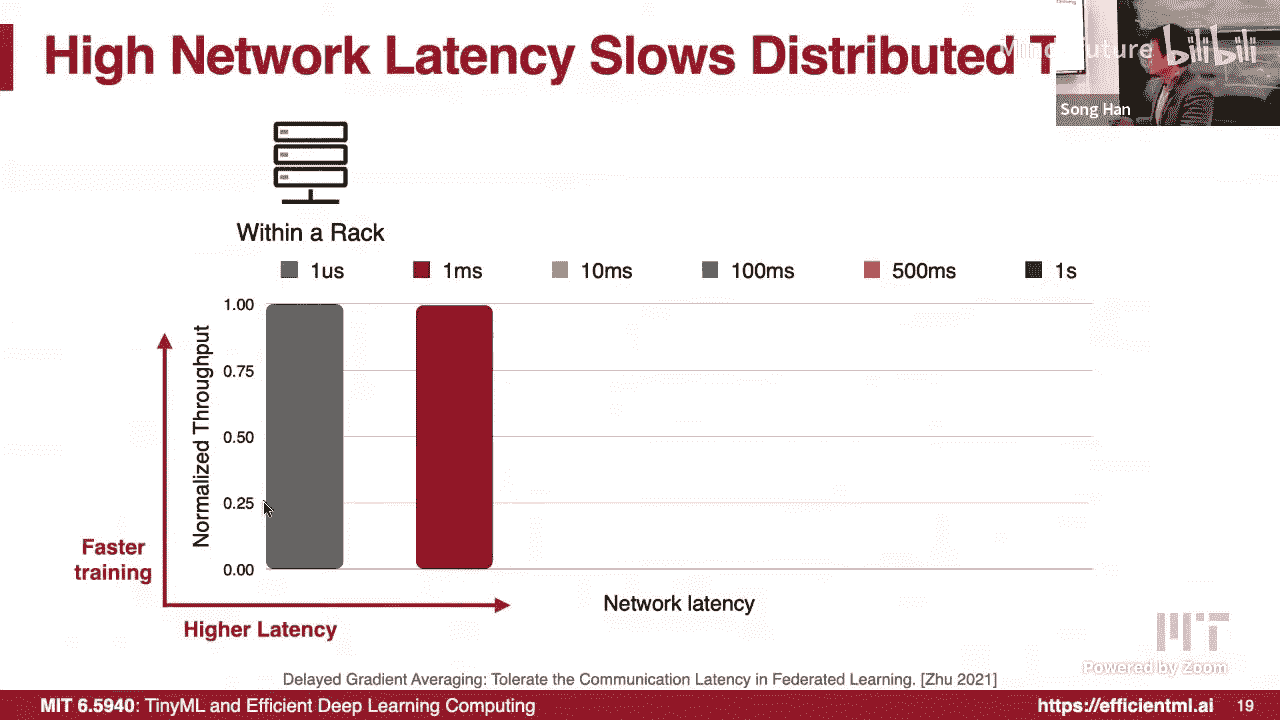 High Network Latency Slows Distributed T
bilibili
Song Han
Within a Rack
1us 1ms 10ms 100ms 500ms 1s
1.00
0.75
0.50
0.25
0.00
Normalized Throughput
Faster
training
Network latency
Higher Latency
MIT
Powered by Zoom
Delayed Gradient Averaging: Tolerate the Communication Latency in Federated Learning. [Zhu 2021]
MIT 6.5940: TinyML and Efficient Deep Learning Computing
https://efficientml.ai
19